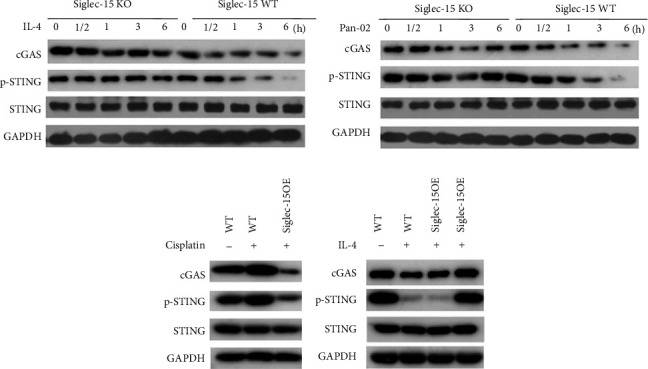 Siglec-15 KO Siglec-15 WT
IL-4 0 1/2 1 3 6 0 1/2 1 3 6 (h)
cGAS
p-STING
STING
GAPDH
Siglec-15 KO Siglec-15 WT
Pan-02 0 1/2 1 3 6 0 1/2 1 3 6 (h)
cGAS
p-STING
STING
GAPDH
WT WT Siglec-15OE
Cisplatin – + +
cGAS
p-STING
STING
GAPDH
WT WT Siglec-15OE Siglec-15OE
IL-4 – + + +
cGAS
p-STING
STING
GAPDH